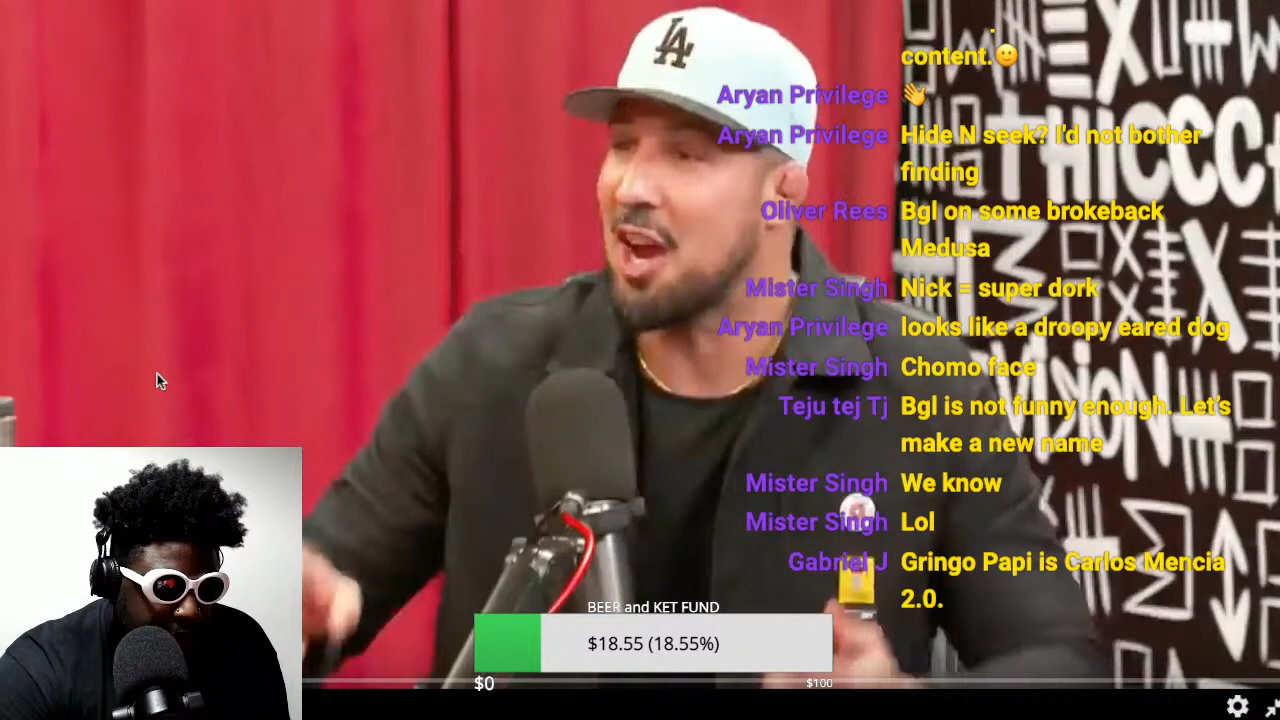 LA
content.🙂
Aryan Privilege 👋
Aryan Privilege Hide N seek? I'd not bother
finding
Oliver Rees Bgl on some brokeback
Medusa
Mister Singh Nick = super dork
Aryan Privilege looks like a droopy eared dog
Mister Singh Chomo face
Teju tej Tj Bgl is not funny enough. Let's
make a new name
Mister Singh We know
Mister Singh Lol
Gabriel J Gringo Papi is Carlos Mencia
2.0.
THICCC
BEER and KET FUND
$18.55 (18.55%)
$0
$100